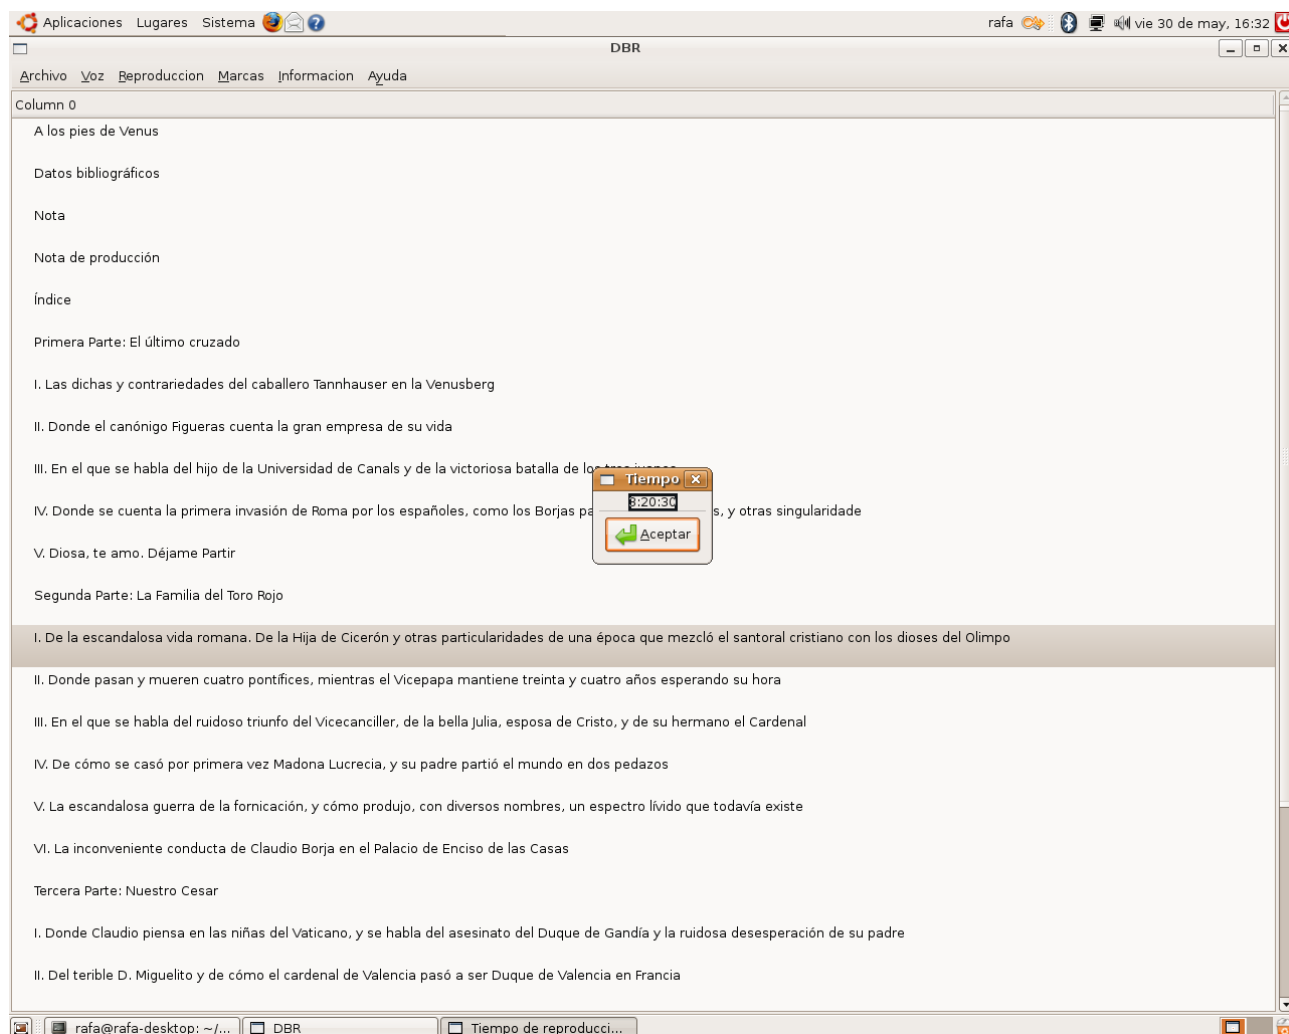 Aplicaciones Lugares Sistema rafa vie 30 de may, 16:32
DBR
Archivo Voz Reproduccion Marcas Informacion Ayuda
Column 0
A los pies de Venus
Datos bibliográficos
Nota
Nota de producción
Índice
Primera Parte: El último cruzado
I. Las dichas y contrariedades del caballero Tannhauser en la Venusberg
II. Donde el canónigo Figueras cuenta la gran empresa de su vida
III. En el que se habla del hijo de la Universidad de Canals y de la victoriosa batalla de los
Tiempo
:20:30
IV. Donde se cuenta la primera invasión de Roma por los españoles, como los Borjas pa s, y otras singularidade
Aceptar
V. Diosa, te amo. Déjame Partir
Segunda Parte: La Familia del Toro Rojo
I. De la escandalosa vida romana. De la Hija de Cicerón y otras particularidades de una época que mezcló el santoral cristiano con los dioses del Olimpo
II. Donde pasan y mueren cuatro pontífices, mientras el Vicepapa mantiene treinta y cuatro años esperando su hora
III. En el que se habla del ruidoso triunfo del Vicecanciller, de la bella Julia, esposa de Cristo, y de su hermano el Cardenal
IV. De cómo se casó por primera vez Madona Lucrecia, y su padre partió el mundo en dos pedazos
V. La escandalosa guerra de la fornicación, y cómo produjo, con diversos nombres, un espectro lívido que todavía existe
VI. La inconveniente conducta de Claudio Borja en el Palacio de Enciso de las Casas
Tercera Parte: Nuestro Cesar
I. Donde Claudio piensa en las niñas del Vaticano, y se habla del asesinato del Duque de Gandía y la ruidosa desesperación de su padre
II. Del terible D. Miguelito y de cómo el cardenal de Valencia pasó a ser Duque de Valencia en Francia
rafa@rafa-desktop: ~/... DBR Tiempo de reproducci...